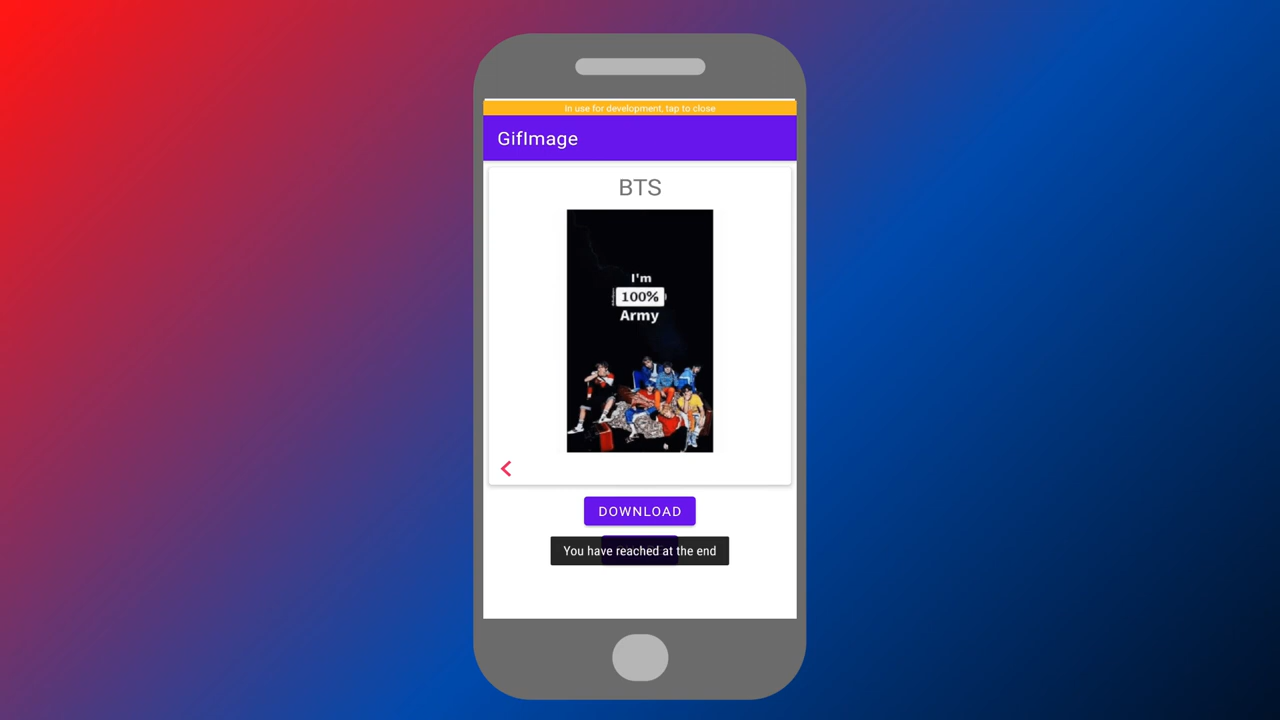 In use for development, tap to close
GifImage
BTS
I'm
100%
Army
DOWNLOAD
You have reached at the end